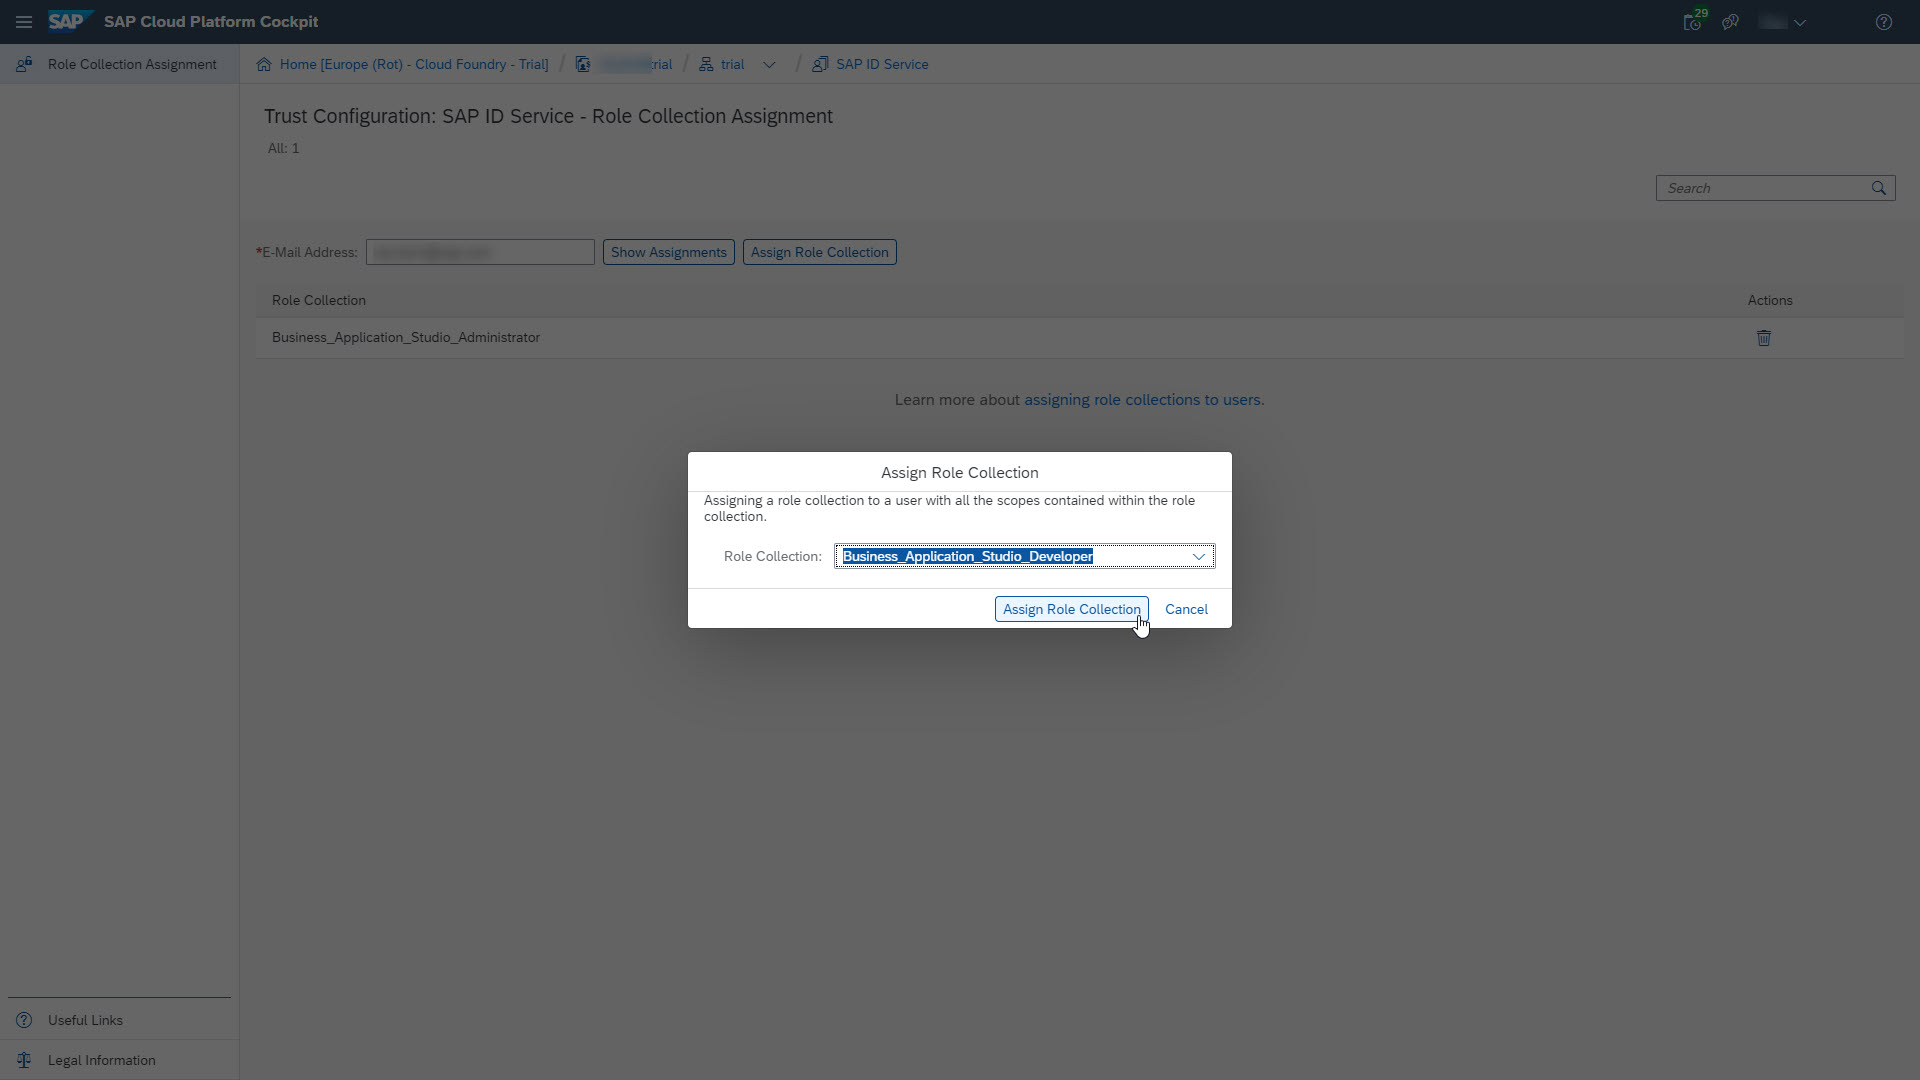 SAP SAP Cloud Platform Cockpit 29
Role Collection Assignment
Home [Europe (Rot) - Cloud Foundry - Trial] / rial / trial / SAP ID Service
Trust Configuration: SAP ID Service - Role Collection Assignment
All: 1
Search
*E-Mail Address: Show Assignments Assign Role Collection
Role Collection Actions
Business_Application_Studio_Administrator
Learn more about assigning role collections to users.
Assign Role Collection
Assigning a role collection to a user with all the scopes contained within the role
collection.
Role Collection: Business_Application_Studio_Developer
Assign Role Collection Cancel
Useful Links
Legal Information